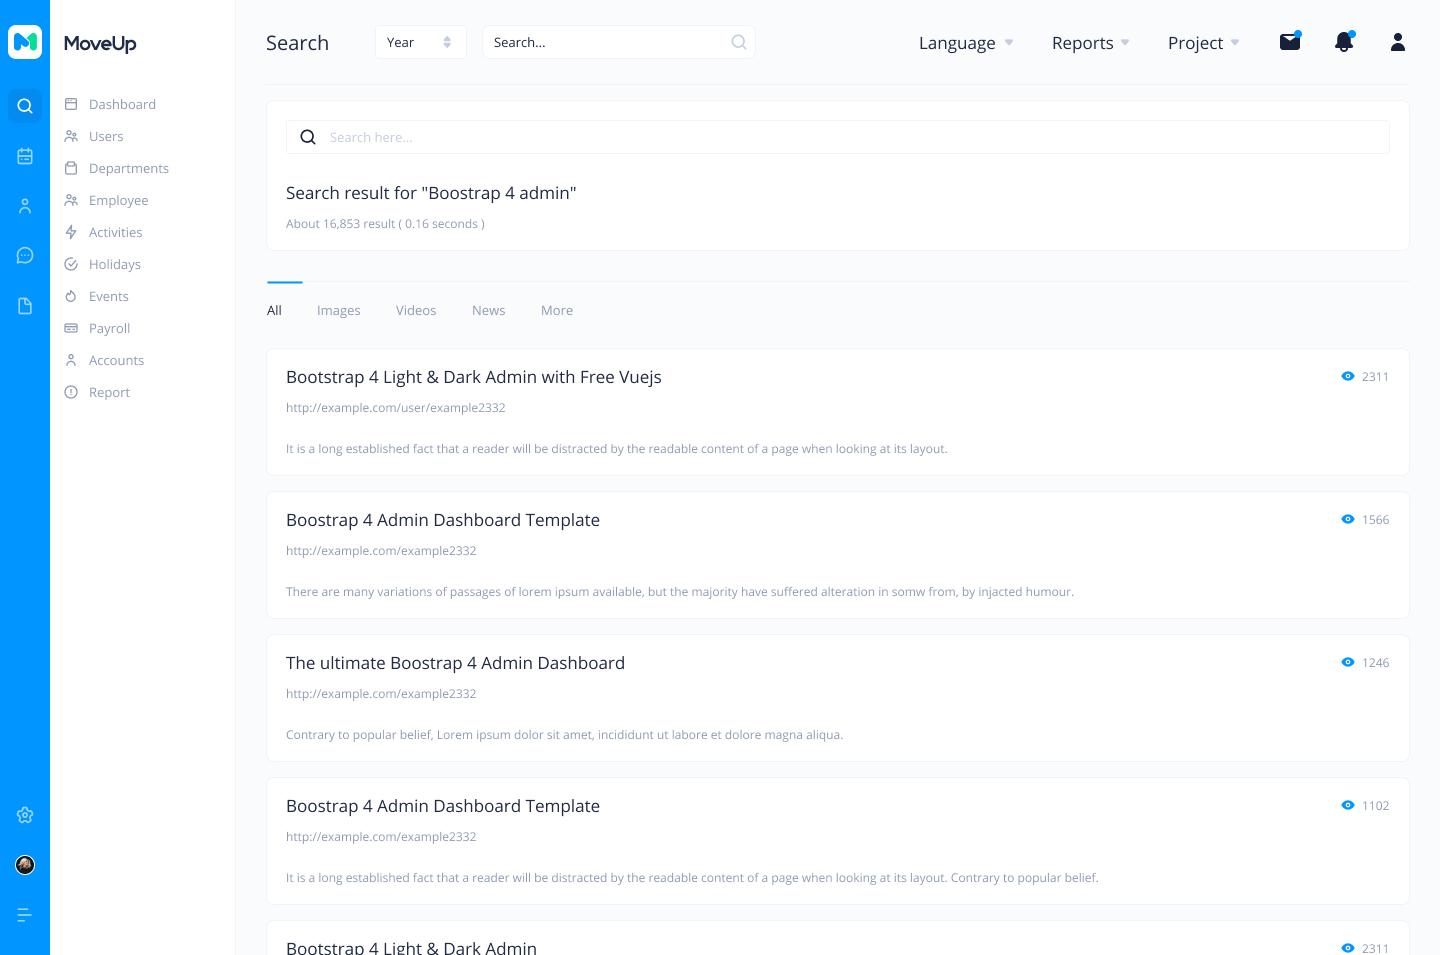 MoveUp
Dashboard
Users
Departments
Employee
Activities
Holidays
Events
Payroll
Accounts
Report
Search
Year
Search...
Language
Reports
Project
Search here...
Search result for "Boostrap 4 admin"
About 16,853 result ( 0.16 seconds )
All
Images
Videos
News
More
Bootstrap 4 Light & Dark Admin with Free Vuejs
2311
http://example.com/user/example2332
It is a long established fact that a reader will be distracted by the readable content of a page when looking at its layout.
Boostrap 4 Admin Dashboard Template
1566
http://example.com/example2332
There are many variations of passages of lorem ipsum available, but the majority have suffered alteration in somw from, by injacted humour.
The ultimate Boostrap 4 Admin Dashboard
1246
http://example.com/example2332
Contrary to popular belief, Lorem ipsum dolor sit amet, incididunt ut labore et dolore magna aliqua.
Boostrap 4 Admin Dashboard Template
1102
http://example.com/example2332
It is a long established fact that a reader will be distracted by the readable content of a page when looking at its layout. Contrary to popular belief.
Bootstrap 4 Light & Dark Admin
2311